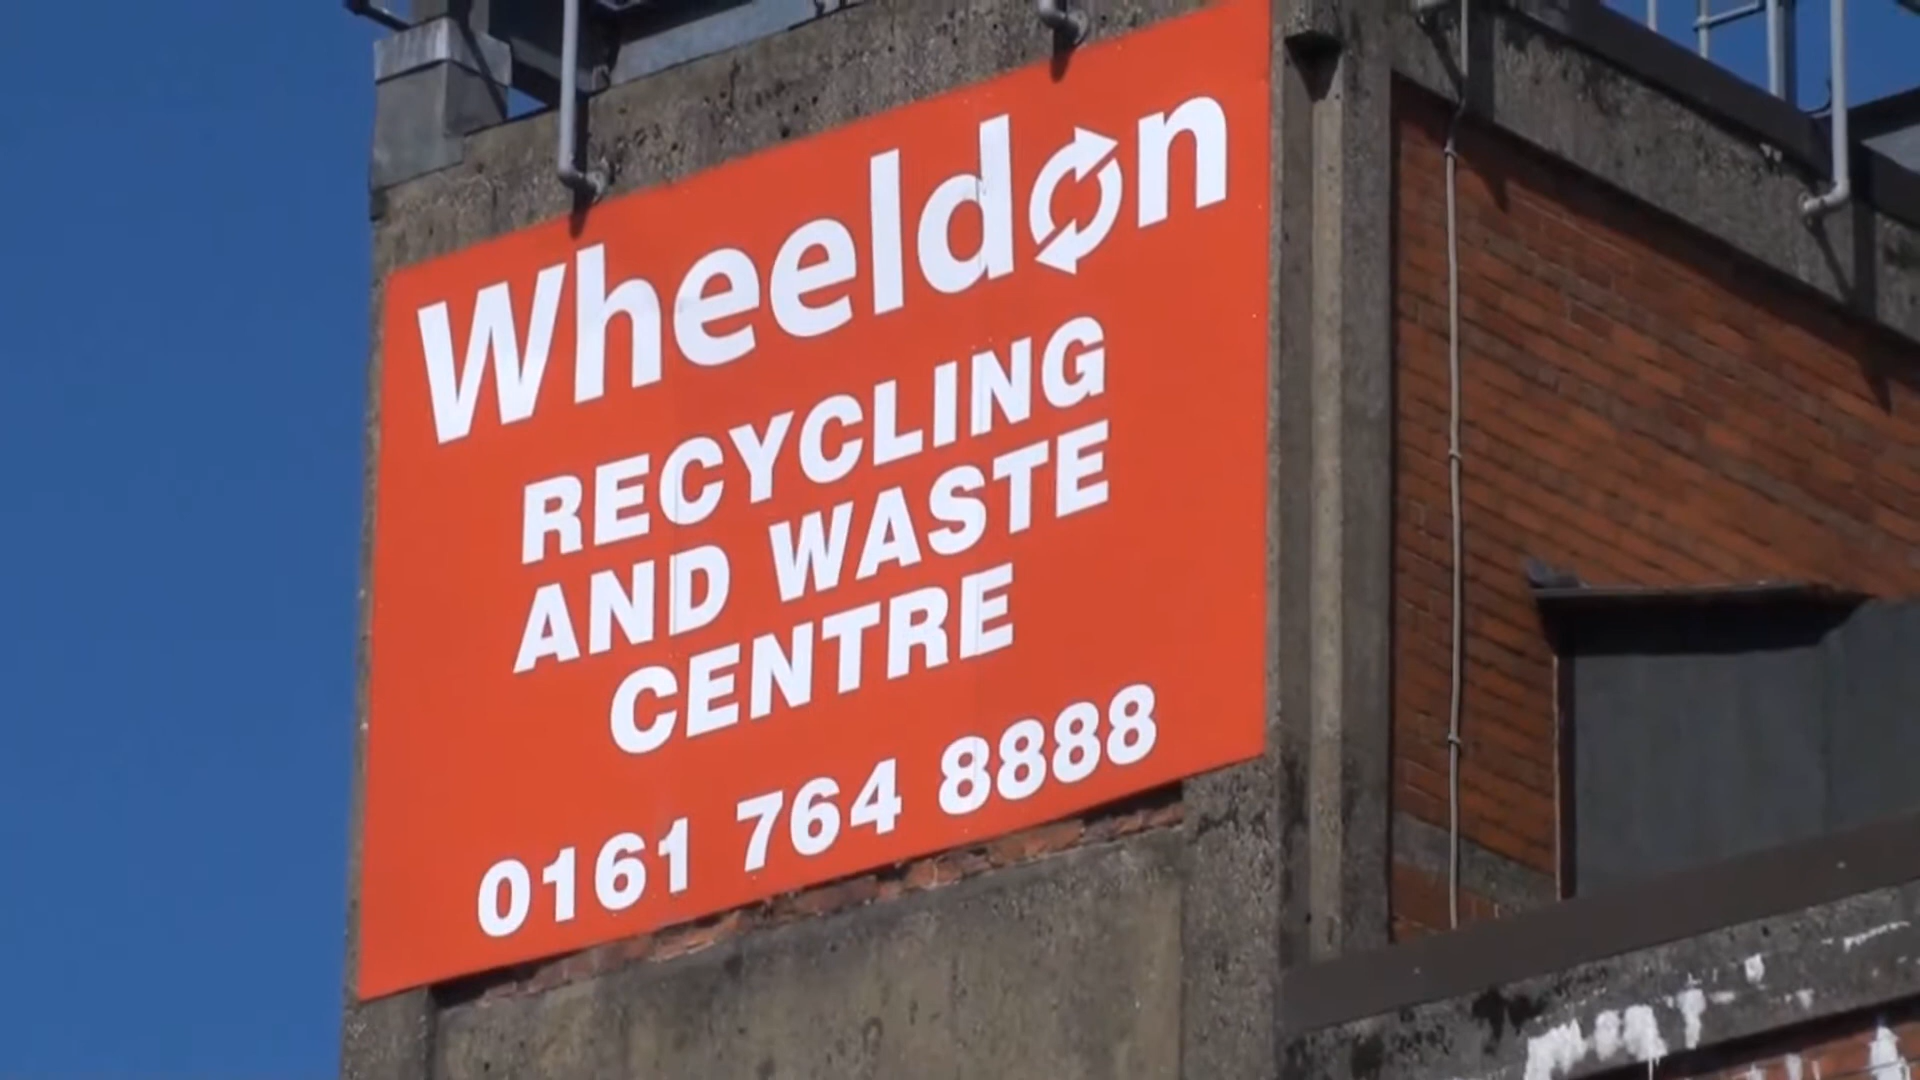 Wheeldon
RECYCLING
AND WASTE
CENTRE
0161 764 8888